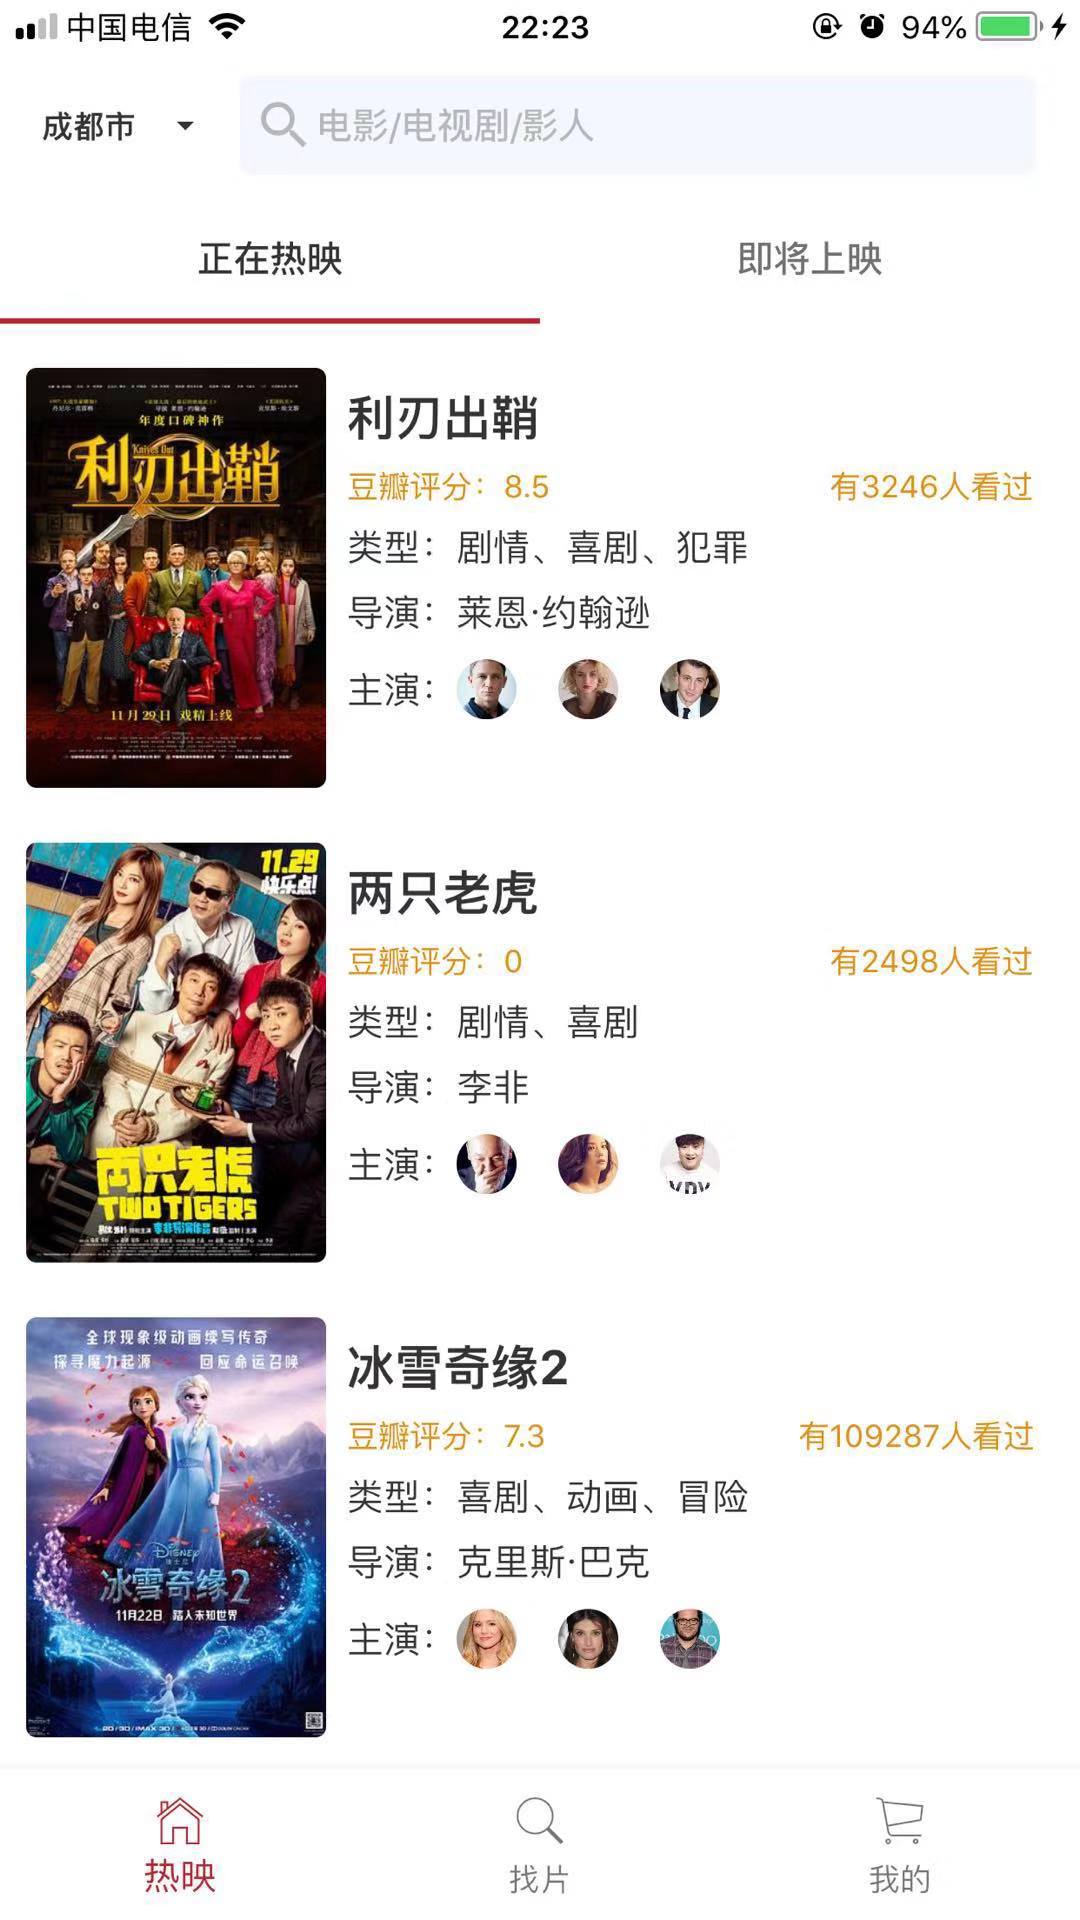 中国电信
22:23
94%
成都市
电影/电视剧/影人
正在热映
即将上映
年度口碑神作
Knives Out
利刃出鞘
11月29日 戏精上线
利刃出鞘
豆瓣评分：8.5
有3246人看过
类型：剧情、喜剧、犯罪
导演：莱恩·约翰逊
主演：
11.29
快乐点!
两只老虎
TWO TIGERS
两只老虎
豆瓣评分：0
有2498人看过
类型：剧情、喜剧
导演：李非
主演：
全球现象级动画续写传奇
探寻魔力起源 回应命运召唤
Disney
冰雪奇缘2
11月22日 踏入未知世界
冰雪奇缘2
豆瓣评分：7.3
有109287人看过
类型：喜剧、动画、冒险
导演：克里斯·巴克
主演：
热映
找片
我的